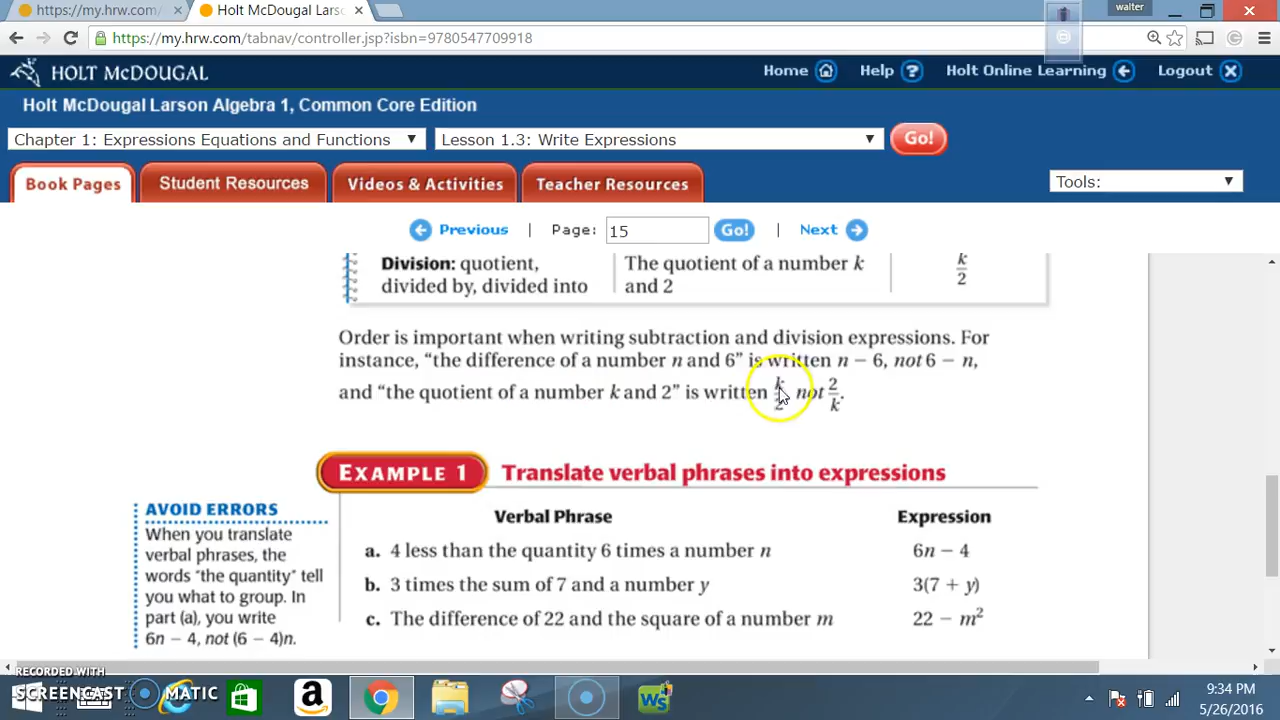 https://my.hrw.com/tabnav/
Holt McDougal Lars
walter
https://my.hrw.com/tabnav/controller.jsp?isbn=9780547709918
HOLT MCDOUGAL
Home
Help ?
Holt Online Learning
Logout
Holt McDougal Larson Algebra 1, Common Core Edition
Chapter 1: Expressions Equations and Functions
Lesson 1.3: Write Expressions
Go!
Book Pages
Student Resources
Videos & Activities
Teacher Resources
Tools:
Previous | Page: 15 Go! | Next
Division: quotient, divided by, divided into
The quotient of a number k and 2
k/2
Order is important when writing subtraction and division expressions. For
instance, “the difference of a number n and 6” is written n − 6, not 6 − n,
and “the quotient of a number k and 2” is written k/2 not 2/k.
EXAMPLE 1 Translate verbal phrases into expressions
AVOID ERRORS
When you translate
verbal phrases, the
words “the quantity” tell
you what to group. In
part (a), you write
6n − 4, not (6 − 4)n.
Verbal Phrase Expression
a. 4 less than the quantity 6 times a number n 6n − 4
b. 3 times the sum of 7 and a number y 3(7 + y)
c. The difference of 22 and the square of a number m 22 − m²
RECORDED WITH
SCREENCAST MATIC
9:34 PM
5/26/2016